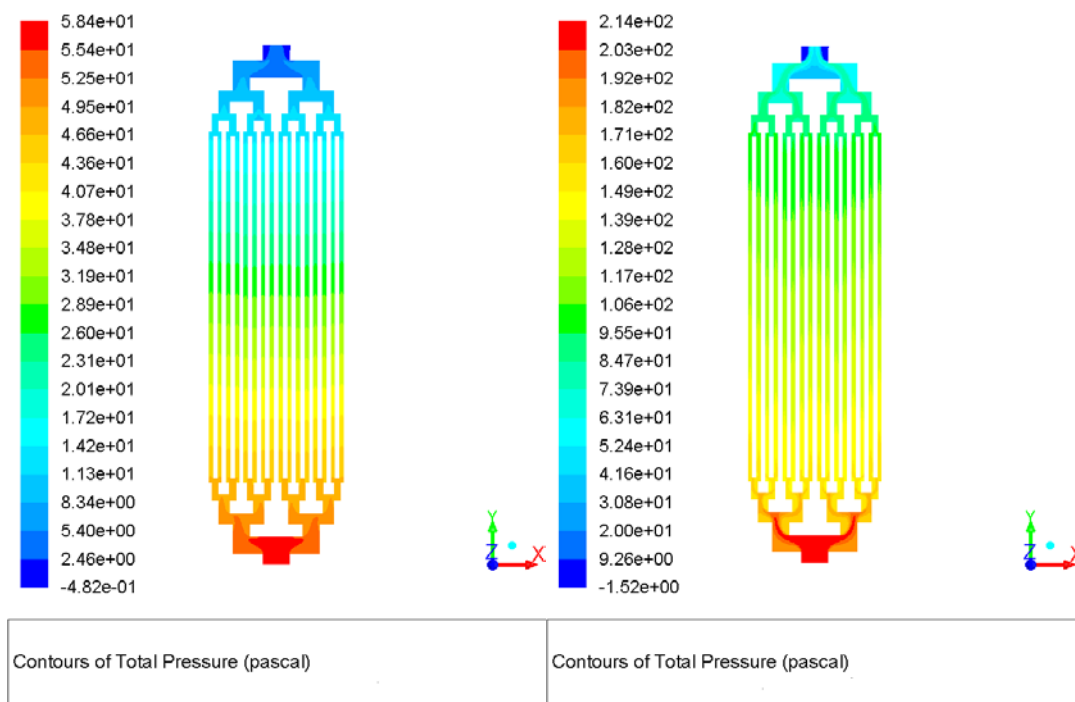 5.84e+01
5.54e+01
5.25e+01
4.95e+01
4.66e+01
4.36e+01
4.07e+01
3.78e+01
3.48e+01
3.19e+01
2.89e+01
2.60e+01
2.31e+01
2.01e+01
1.72e+01
1.42e+01
1.13e+01
8.34e+00
5.40e+00
2.46e+00
-4.82e-01
Y
Z
X
Contours of Total Pressure (pascal)
2.14e+02
2.03e+02
1.92e+02
1.82e+02
1.71e+02
1.60e+02
1.49e+02
1.39e+02
1.28e+02
1.17e+02
1.06e+02
9.55e+01
8.47e+01
7.39e+01
6.31e+01
5.24e+01
4.16e+01
3.08e+01
2.00e+01
9.26e+00
-1.52e+00
Y
Z
X
Contours of Total Pressure (pascal)